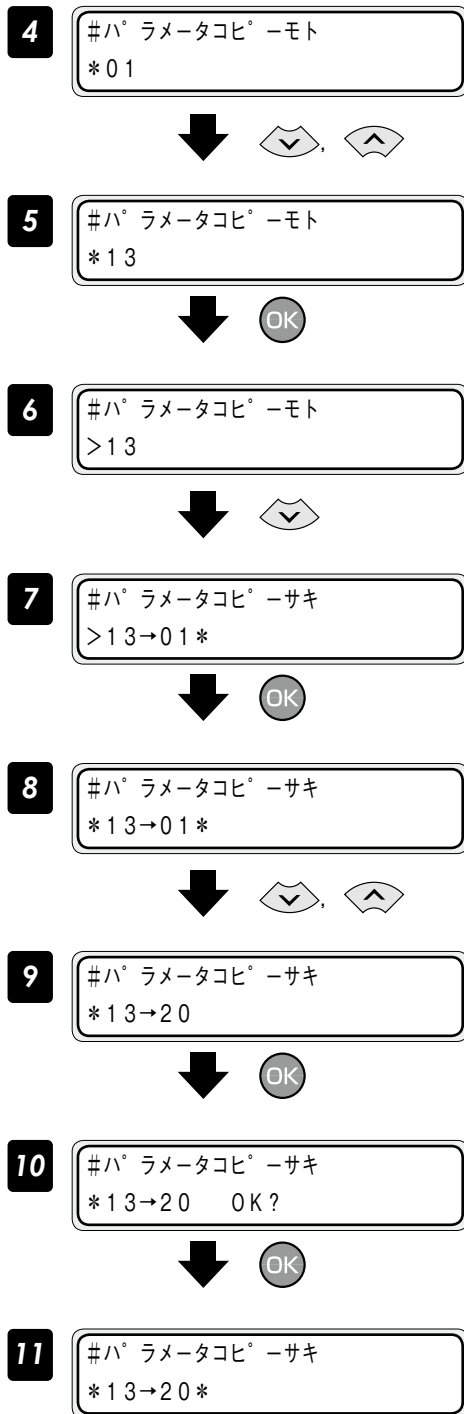 4
#パラメータコピーモト
*01
,
5
#パラメータコピーモト
*13
OK
6
#パラメータコピーモト
>13
7
#パラメータコピーサキ
>13→01*
OK
8
#パラメータコピーサキ
*13→01*
,
9
#パラメータコピーサキ
*13→20
OK
10
#パラメータコピーサキ
*13→20 OK?
OK
11
#パラメータコピーサキ
*13→20*